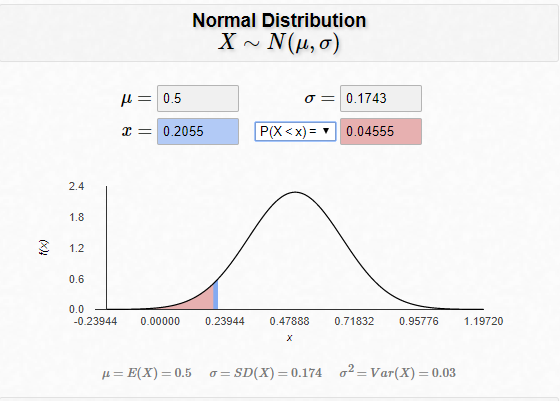 Normal Distribution
X ∼ N(μ, σ)
μ = 0.5 σ = 0.1743
x = 0.2055 P(X < x) = ▼ 0.04555
2.4
1.8
1.2
0.6
0.0
f(x)
-0.23944 0.00000 0.23944 0.47888 0.71832 0.95776 1.19720
x
μ = E(X) = 0.5 σ = SD(X) = 0.174 σ² = Var(X) = 0.03